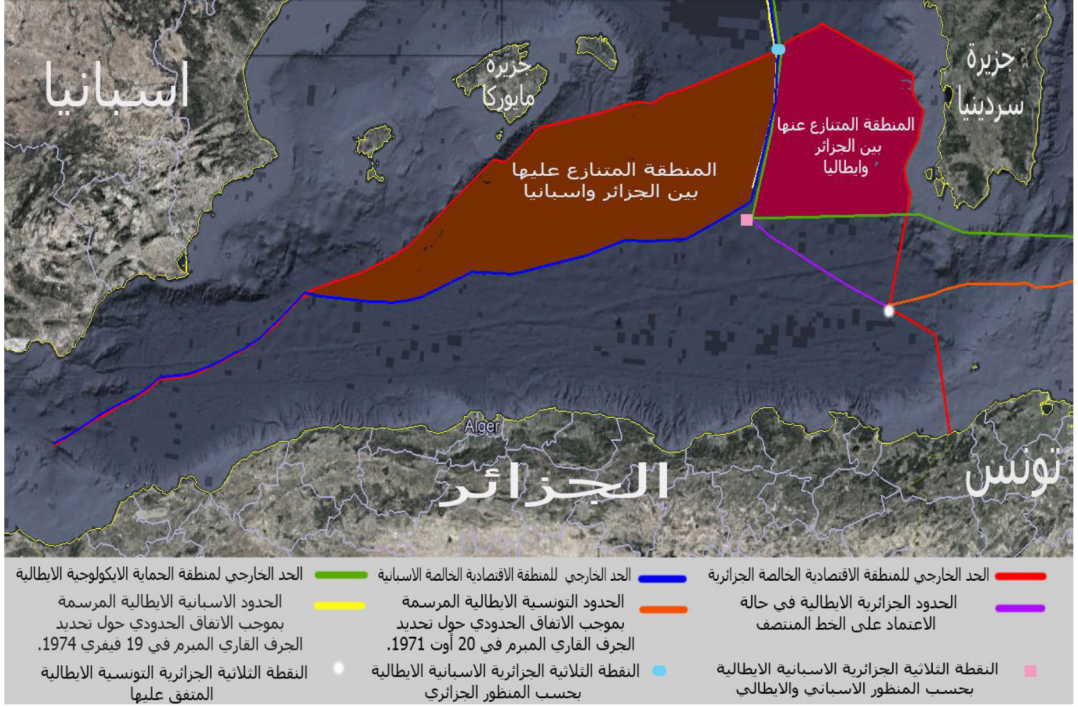 اسبانيا
جزيرة
مايوركا
جزيرة
سردينيا
المنطقة المتنازع عنها
بين الجزائر
وايطاليا
المنطقة المتنازع عليها
بين الجزائر واسبانيا
Alger
الجزائر
تونس
الحد الخارجي للمنطقة الاقتصادية الخالصة الجزائرية
الحد الخارجي للمنطقة الاقتصادية الخالصة الاسبانية
الحد الخارجي لمنطقة الحماية الايكولوجية الايطالية
الحدود الجزائرية الايطالية في حالة
الاعتماد على الخط المنتصف
الحدود التونسية الايطالية المرسمة
بموجب الاتفاق الحدودي حول تحديد
الجرف القاري المبرم في 20 أوت 1971.
الحدود الاسبانية الايطالية المرسمة
بموجب الاتفاق الحدودي حول تحديد
الجرف القاري المبرم في 19 فيفري 1974.
النقطة الثلاثية الجزائرية الاسبانية الايطالية
بحسب المنظور الاسباني والايطالي
النقطة الثلاثية الجزائرية الاسبانية الايطالية
بحسب المنظور الجزائري
النقطة الثلاثية الجزائرية التونسية الايطالية
المتفق عليها